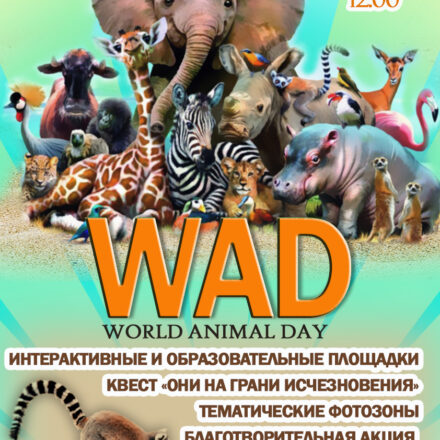 12.00
WAD
WORLD ANIMAL DAY
ИНТЕРАКТИВНЫЕ И ОБРАЗОВАТЕЛЬНЫЕ ПЛОЩАДКИ
КВЕСТ «ОНИ НА ГРАНИ ИСЧЕЗНОВЕНИЯ»
ТЕМАТИЧЕСКИЕ ФОТОЗОНЫ
БЛАГОТВОРИТЕЛЬНАЯ АКЦИЯ